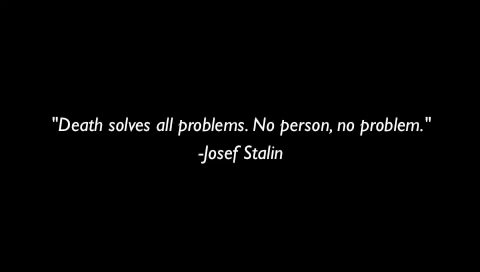 "Death solves all problems. No person, no problem."
-Josef Stalin